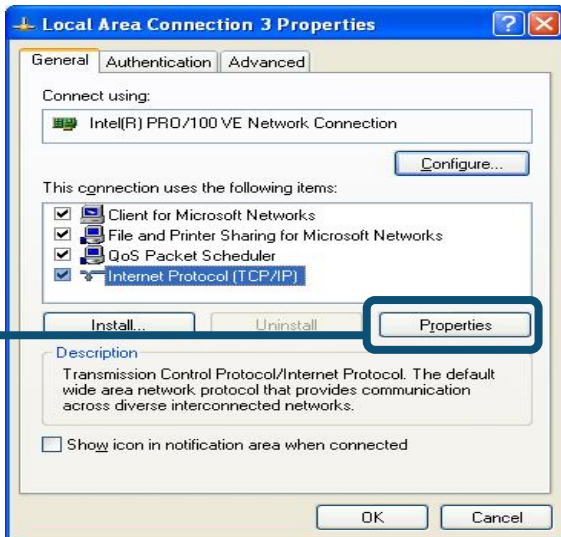 Local Area Connection 3 Properties
General Authentication Advanced
Connect using:
Intel(R) PRO/100 VE Network Connection
Configure...
This connection uses the following items:
Client for Microsoft Networks
File and Printer Sharing for Microsoft Networks
QoS Packet Scheduler
Internet Protocol (TCP/IP)
Install... Uninstall Properties
Description
Transmission Control Protocol/Internet Protocol. The default
wide area network protocol that provides communication
across diverse interconnected networks.
Show icon in notification area when connected
OK Cancel